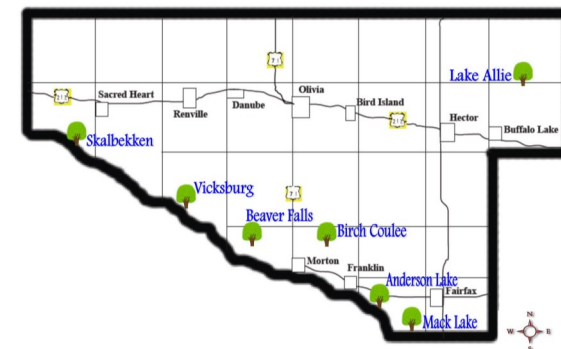 71
Lake Allie
212
Sacred Heart
Renville
Danube
Olivia
Bird Island
212
Hector
Buffalo Lake
Skalbekken
Vicksburg
71
Beaver Falls
Birch Coulee
Morton
Franklin
Anderson Lake
Fairfax
Mack Lake
N
W
E
S